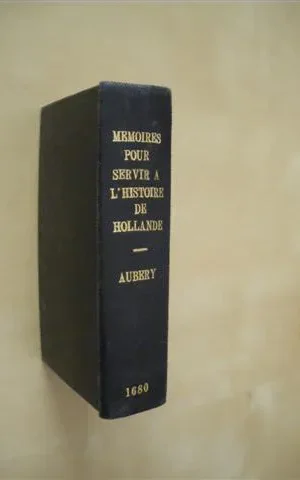 MEMOIRES
POUR
SERVIR A
L'HISTOIRE
DE
HOLLANDE
AUBERY
1680